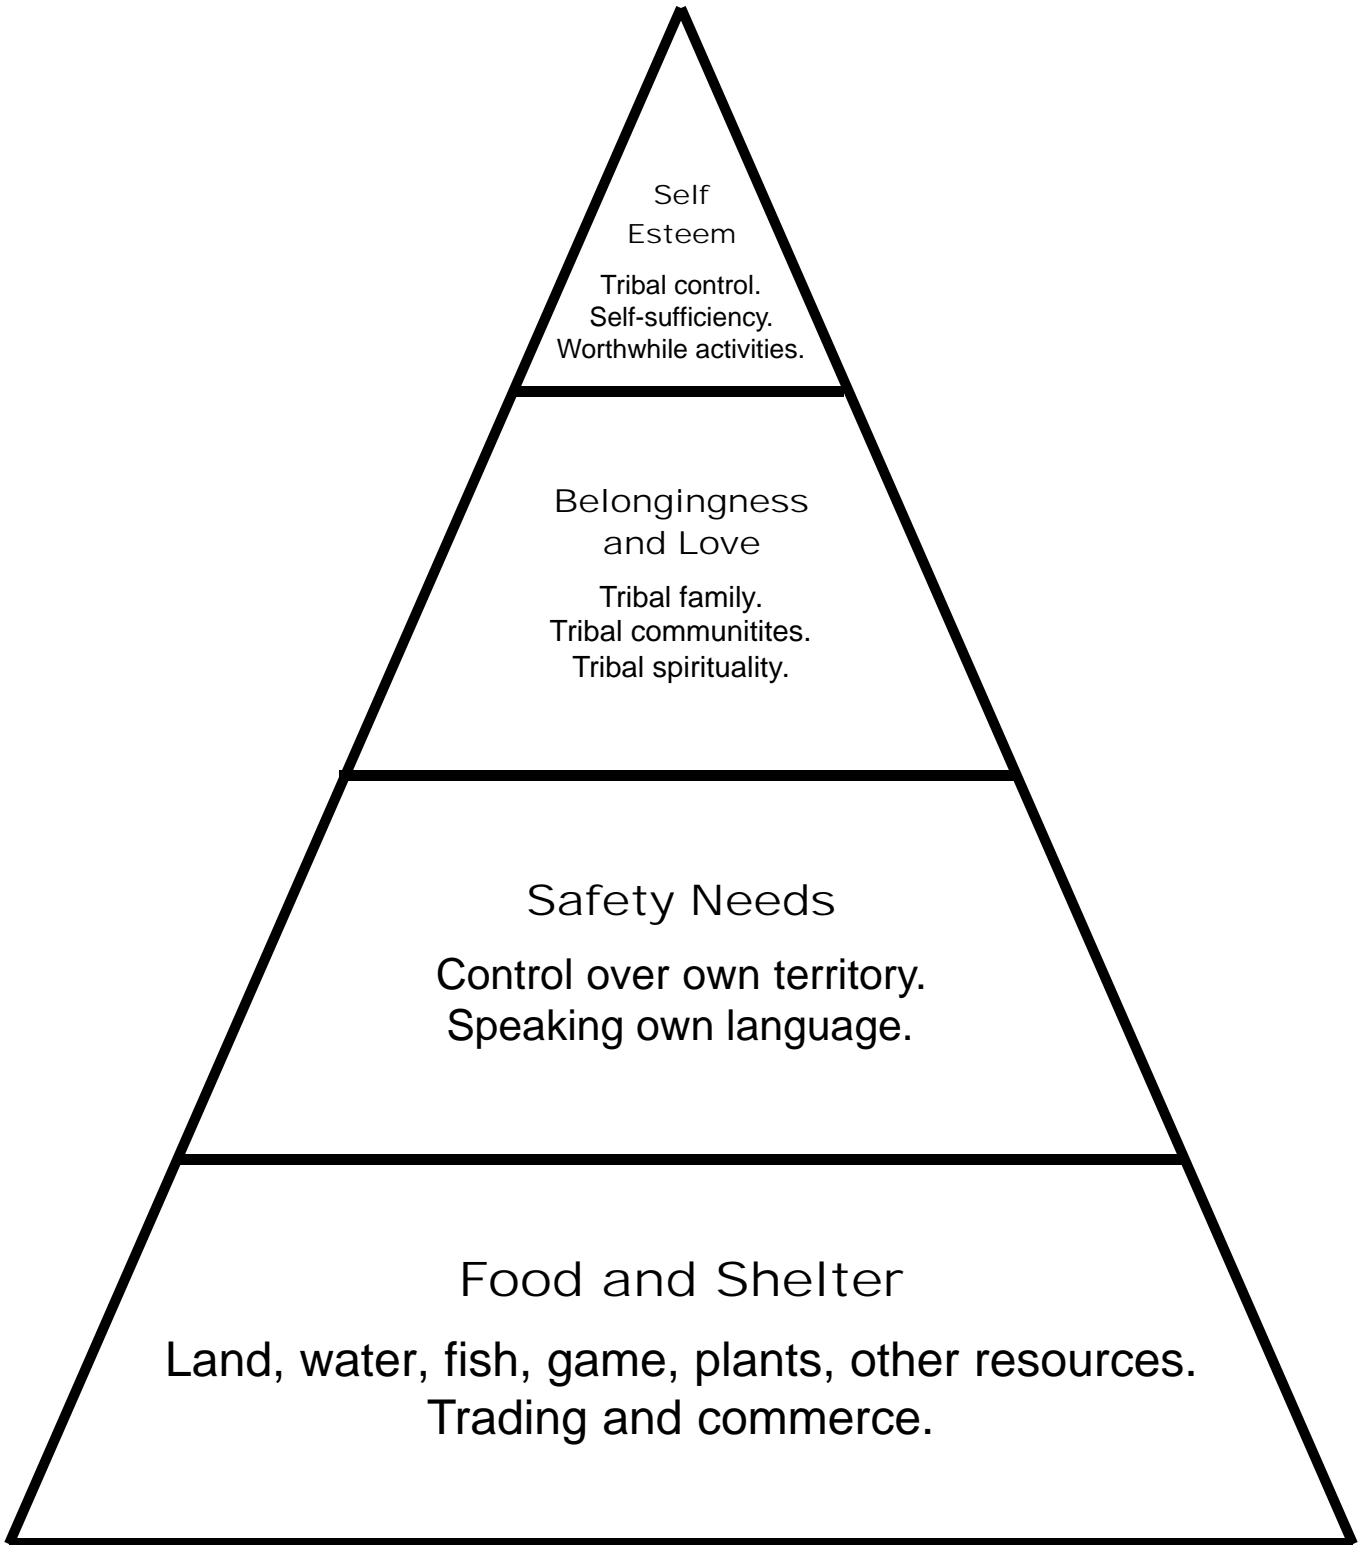 Self
Esteem
Tribal control.
Self-sufficiency.
Worthwhile activities.
Belongingness
and Love
Tribal family.
Tribal communitites.
Tribal spirituality.
Safety Needs
Control over own territory.
Speaking own language.
Food and Shelter
Land, water, fish, game, plants, other resources.
Trading and commerce.